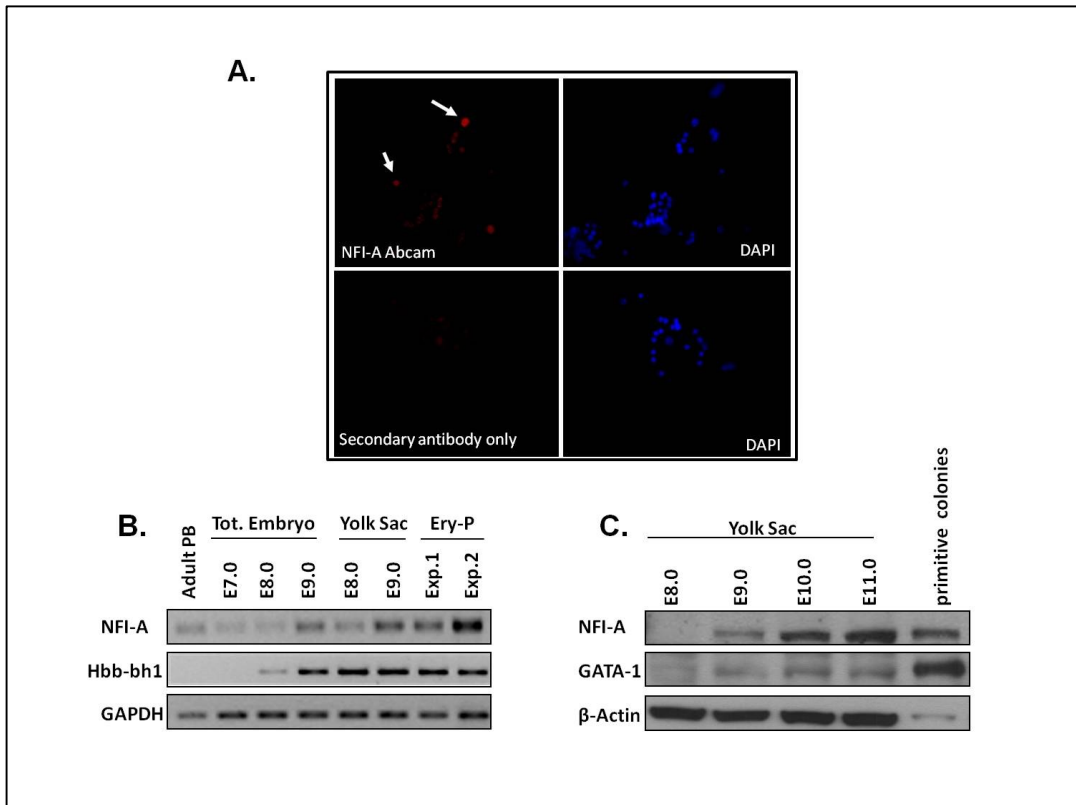 A.
NFI-A Abcam
DAPI
Secondary antibody only
DAPI
B.
Adult PB
Tot. Embryo
Yolk Sac
Ery-P
E7.0
E8.0
E9.0
E8.0
E9.0
Exp.1
Exp.2
NFI-A
Hbb-bh1
GAPDH
C.
Yolk Sac
E8.0
E9.0
E10.0
E11.0
primitive colonies
NFI-A
GATA-1
β-Actin